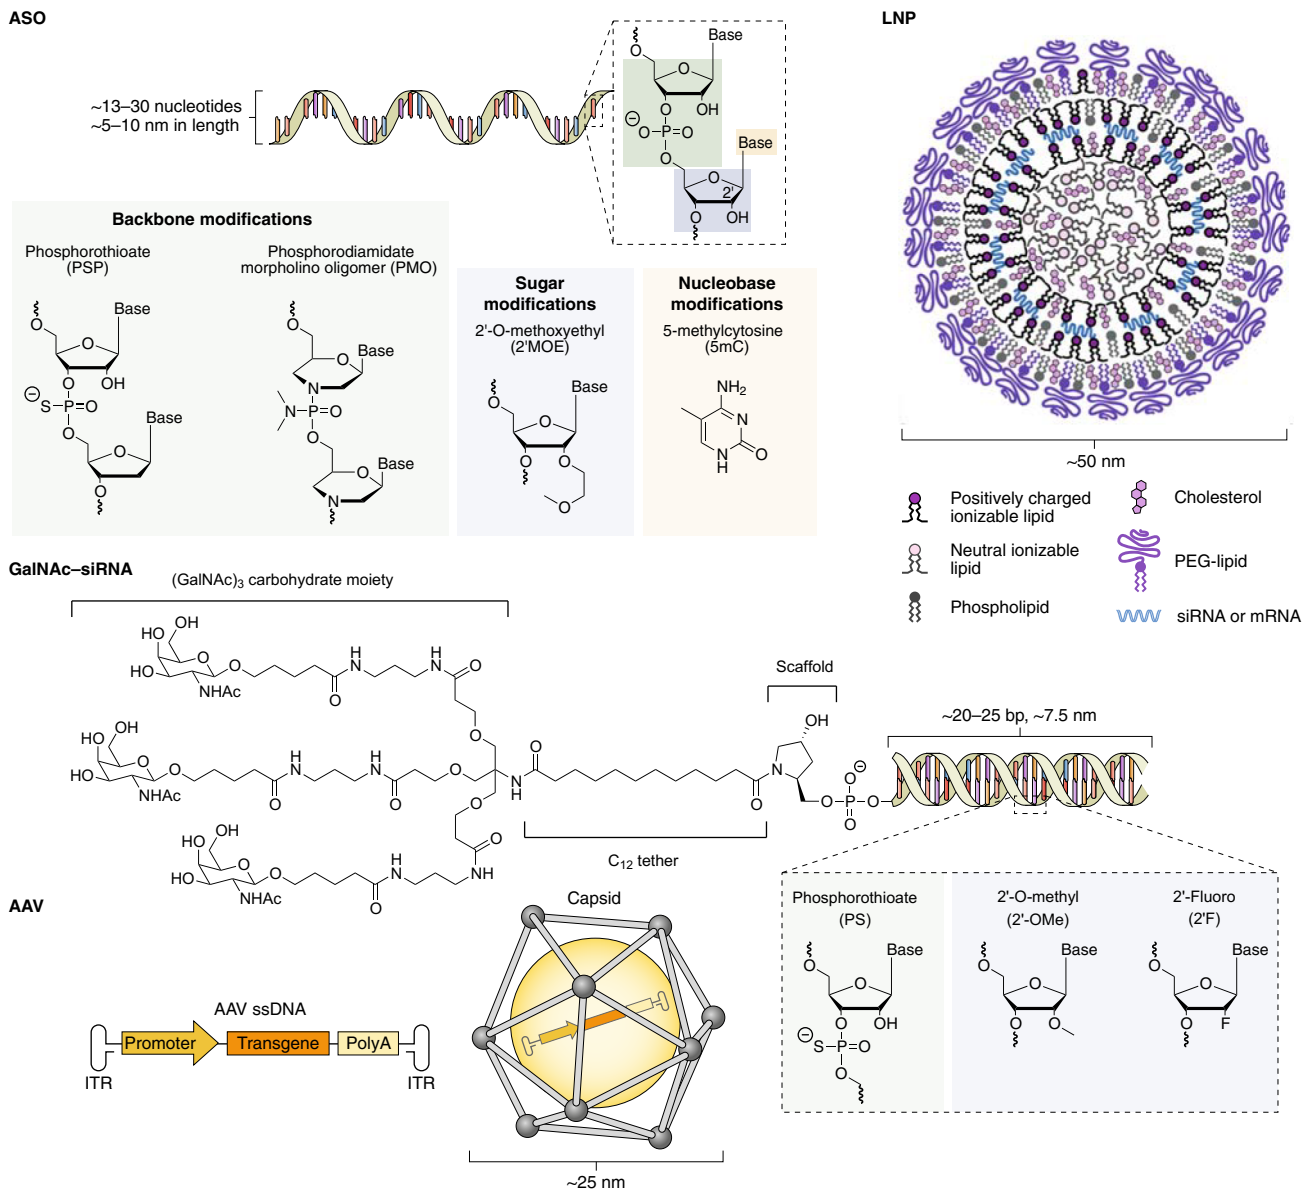 ASO
~13–30 nucleotides
~5–10 nm in length
Base
O
O
OH
O
⊖
O–P=O
O
Base
O
2'
O
OH
Backbone modifications
Phosphorothioate
(PSP)
Phosphorodiamidate
morpholino oligomer (PMO)
O
Base
O
O
OH
⊖
S–P=O
O
Base
O
O
O
Base
O
N
N–P=O
O
Base
O
N
Sugar
modifications
2'-O-methoxyethyl
(2'MOE)
Base
O
O
O
O
O
Nucleobase
modifications
5-methylcytosine
(5mC)
NH2
N
N
H
O
LNP
~50 nm
Positively charged
ionizable lipid
Neutral ionizable
lipid
Phospholipid
Cholesterol
PEG-lipid
siRNA or mRNA
GalNAc–siRNA
(GalNAc)3 carbohydrate moiety
OH
HO
O
HO
O
NHAc
O
H
N
H
N
O
O
OH
HO
O
HO
O
NHAc
O
H
N
H
N
O
O
O
N
H
OH
HO
O
HO
O
NHAc
O
H
N
N
H
O
O
C12 tether
Scaffold
OH
N
O
O
O
⊖
P
O
O
~20–25 bp, ~7.5 nm
Phosphorothioate
(PS)
2'-O-methyl
(2'-OMe)
2'-Fluoro
(2'F)
O
Base
O
O
OH
⊖
S–P=O
O
O
Base
O
O
O
O
Base
O
O
F
AAV
AAV ssDNA
Promoter
Transgene
PolyA
ITR
ITR
Capsid
~25 nm